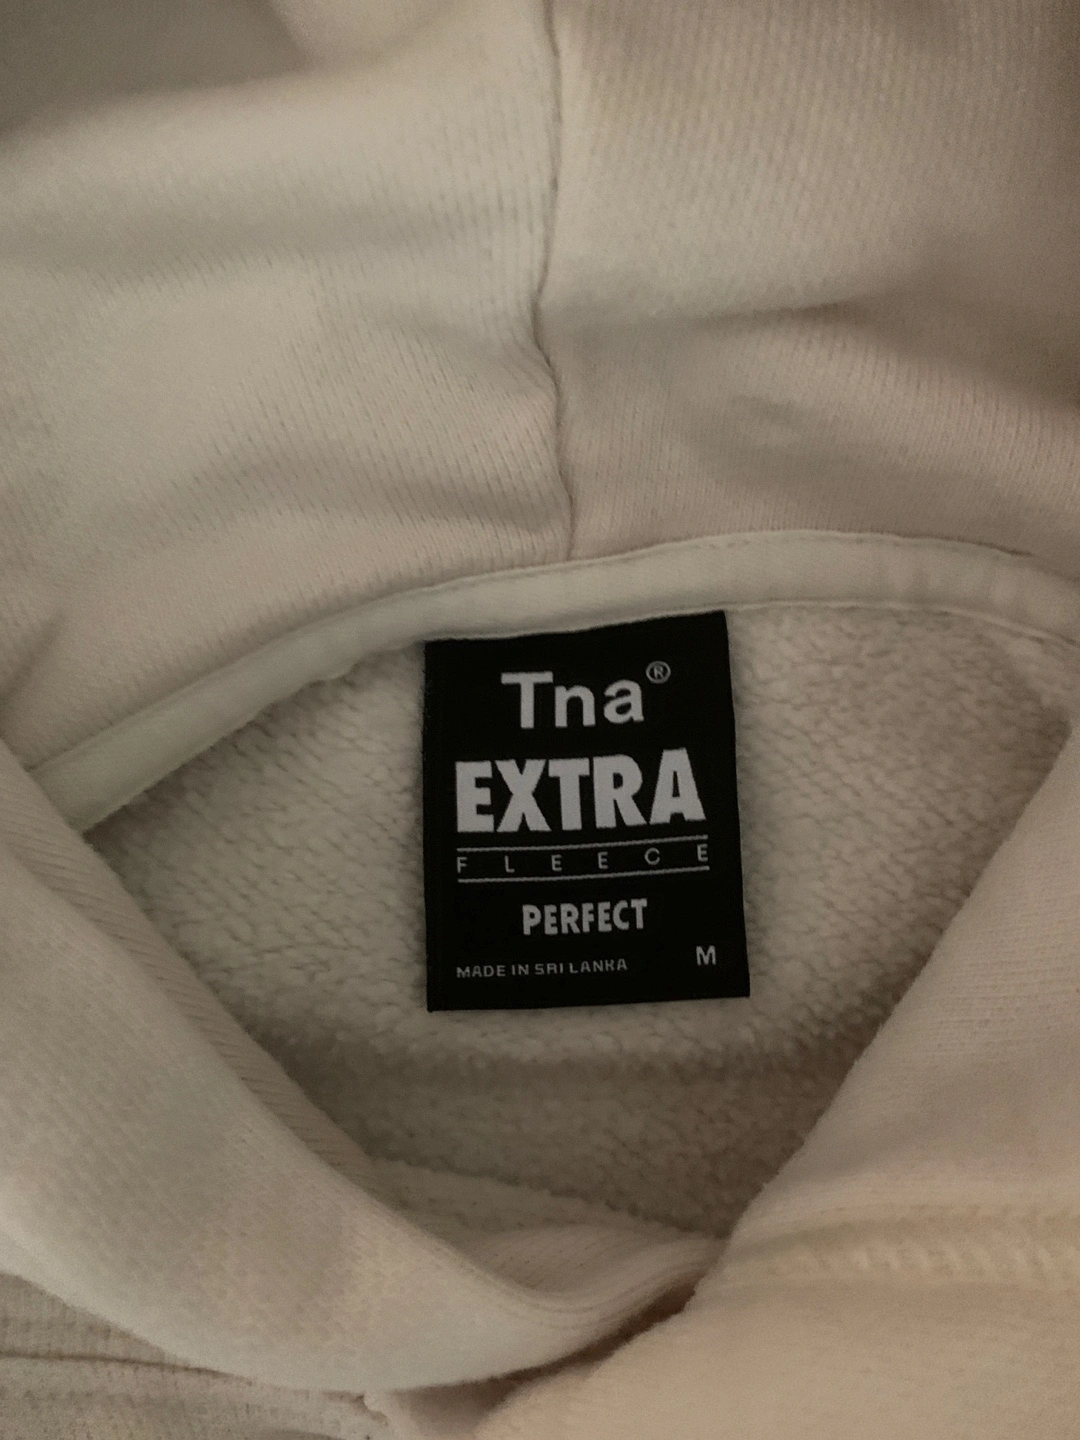 Tna®
EXTRA
FLEECE
PERFECT
MADE IN SRI LANKA M